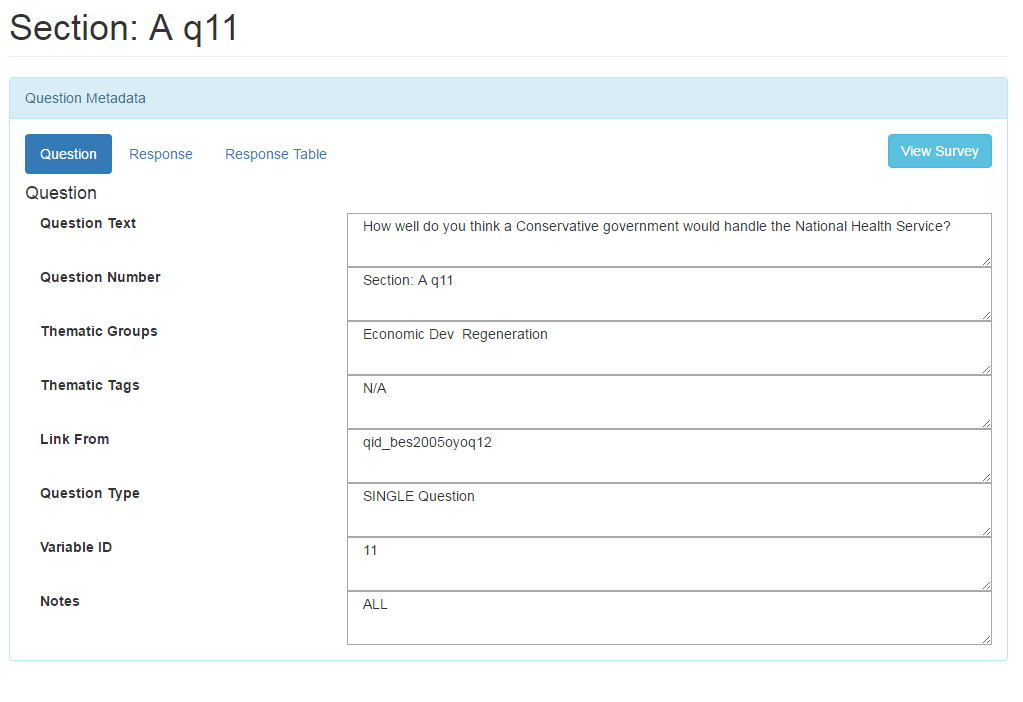 Section: A q11
Question Metadata
Question Response Response Table View Survey
Question
Question Text How well do you think a Conservative government would handle the National Health Service?
Question Number Section: A q11
Thematic Groups Economic Dev  Regeneration
Thematic Tags N/A
Link From qid_bes2005oyoq12
Question Type SINGLE Question
Variable ID 11
Notes ALL